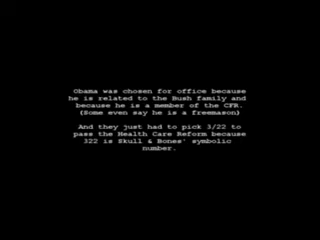 Obama was chosen for office because
he is related to the Bush family and
because he is a member of the CFR.
(Some even say he is a freemason)
And they just had to pick 3/22 to
pass the Health Care Reform because
322 is Skull & Bones' symbolic
number.